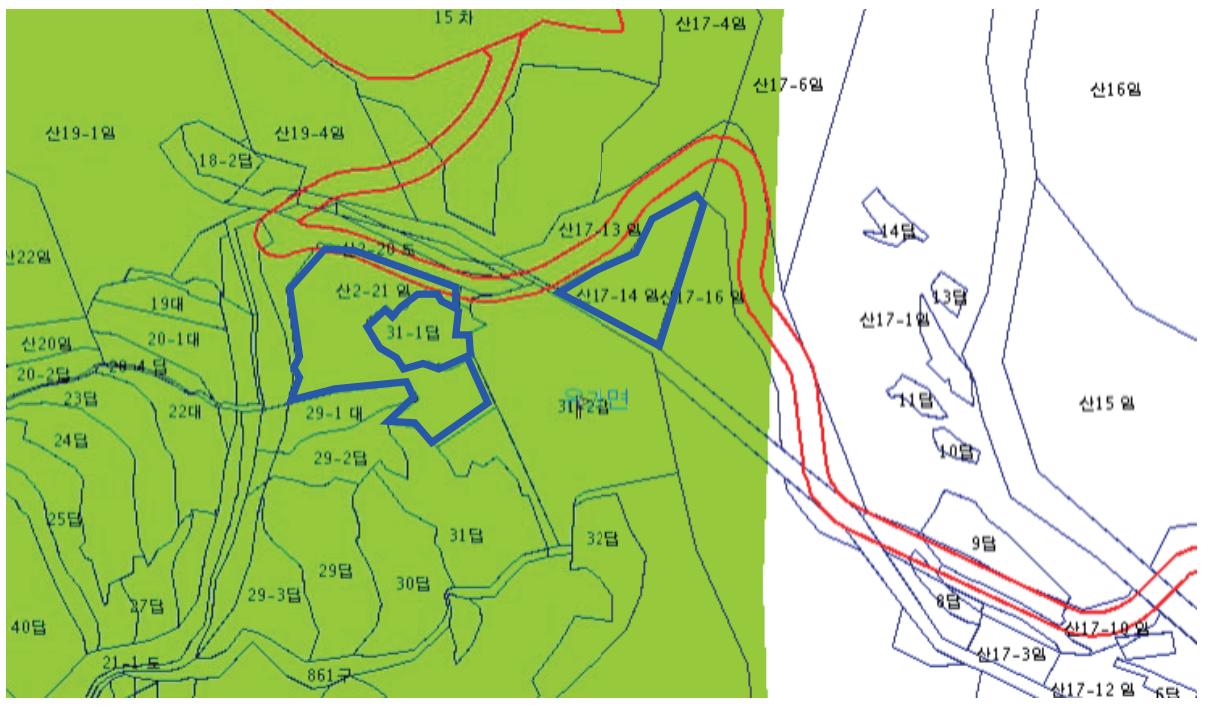 15 차
산17-4임
산17-6임
산16임
산19-1임
산19-4임
18-2답
산17-13 임
산2-20 토
14답
산22임
산2-21 임
산17-14 임
산17-16 임
13답
19대
산17-1임
31-1답
20-1대
산20임
20-4 답
20-2답
23답
22대
29-1 대
11답
산15 임
24답
29-2답
10답
25답
31답
32답
9답
29답
30답
29-3답
27답
8답
40답
산17-10 임
21-1 토
산17-3임
861구
산17-12 임
6답